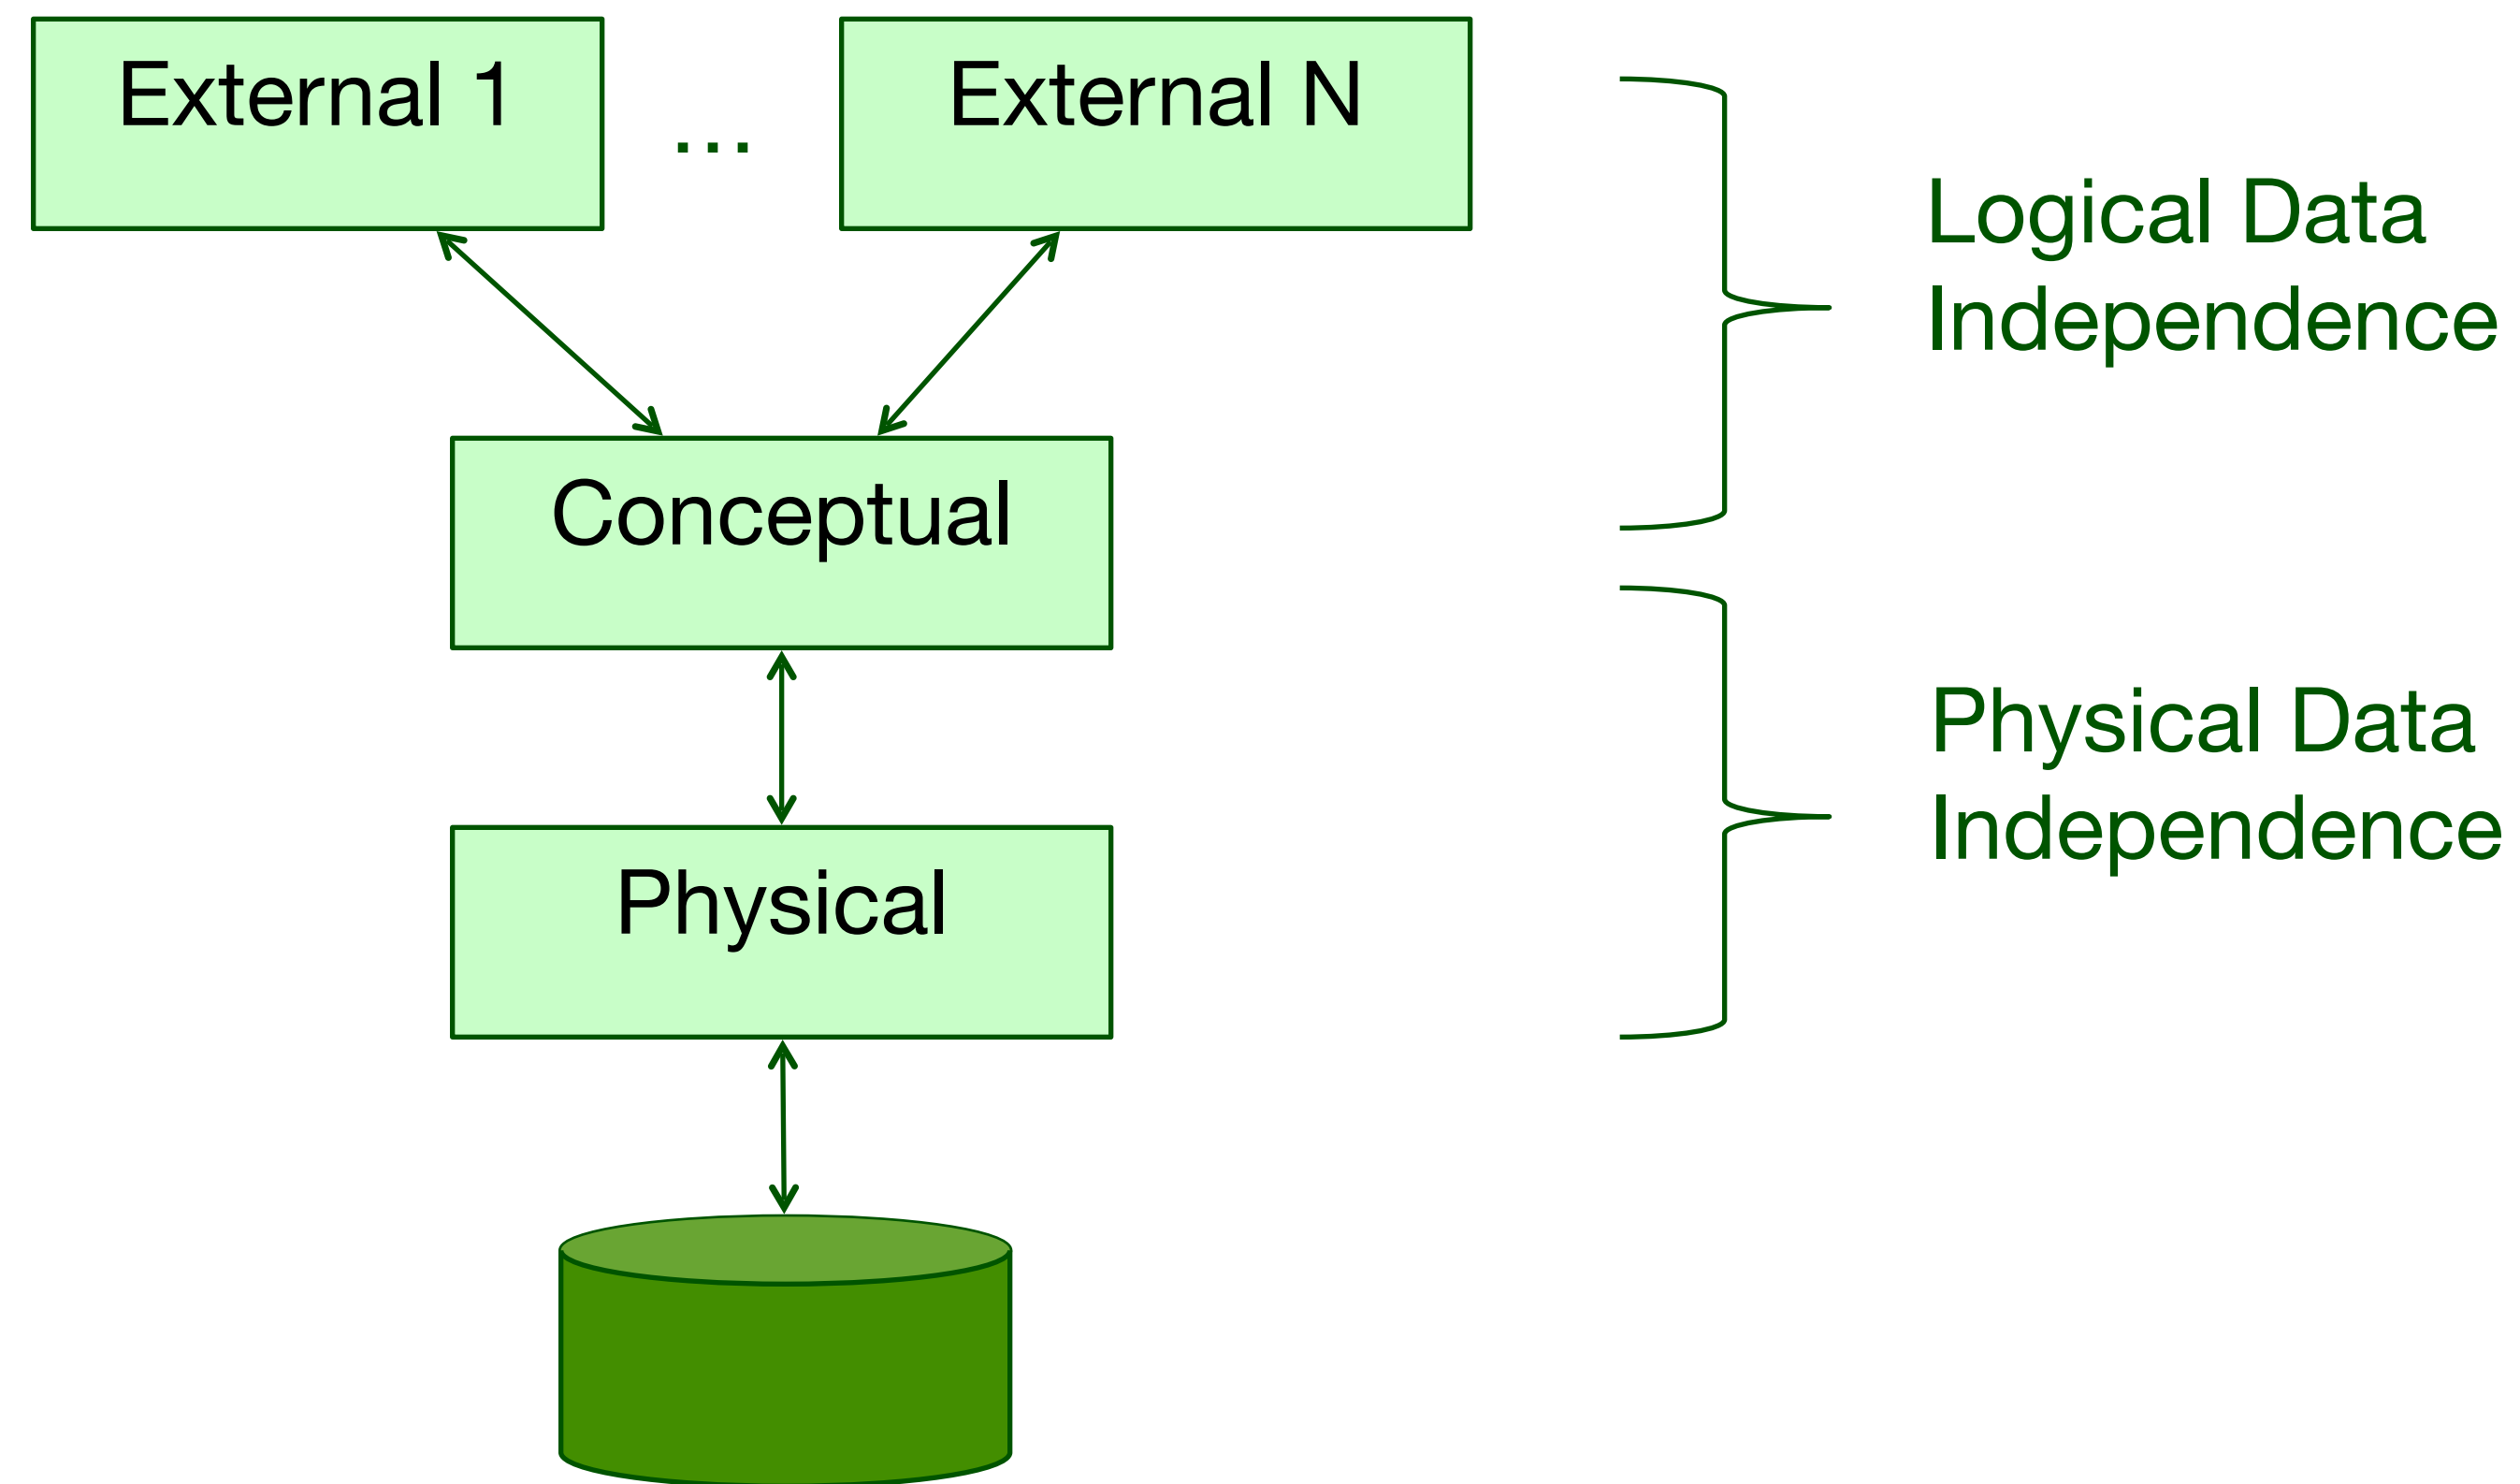 External 1
...
External N
Logical Data
Independence
Conceptual
Physical Data
Independence
Physical